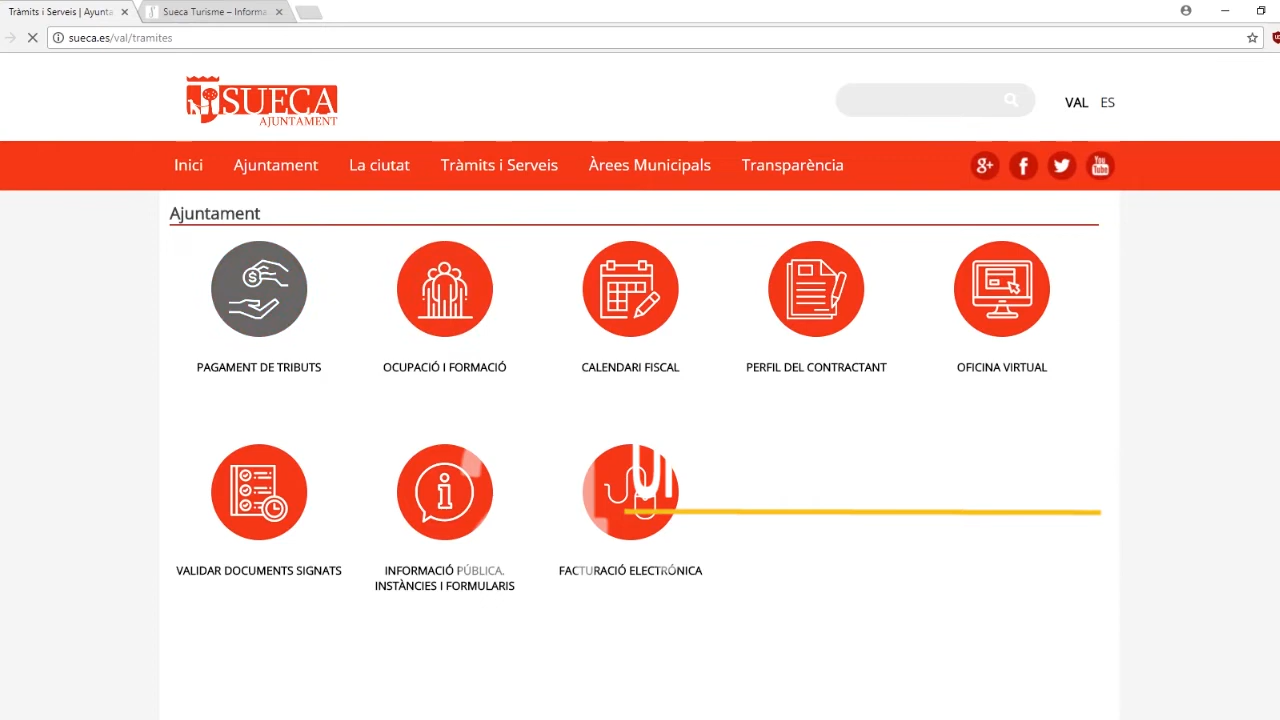 Tràmits i Serveis | Ajunta
Sueca Turisme – Informa
sueca.es/val/tramites
SUECA
AJUNTAMENT
VAL ES
Inici Ajuntament La ciutat Tràmits i Serveis Àrees Municipals Transparència
You Tube
Ajuntament
PAGAMENT DE TRIBUTS
OCUPACIÓ I FORMACIÓ
CALENDARI FISCAL
PERFIL DEL CONTRACTANT
OFICINA VIRTUAL
VALIDAR DOCUMENTS SIGNATS
INFORMACIÓ PÚBLICA.
INSTÀNCIES I FORMULARIS
FACTURACIÓ ELECTRÓNICA